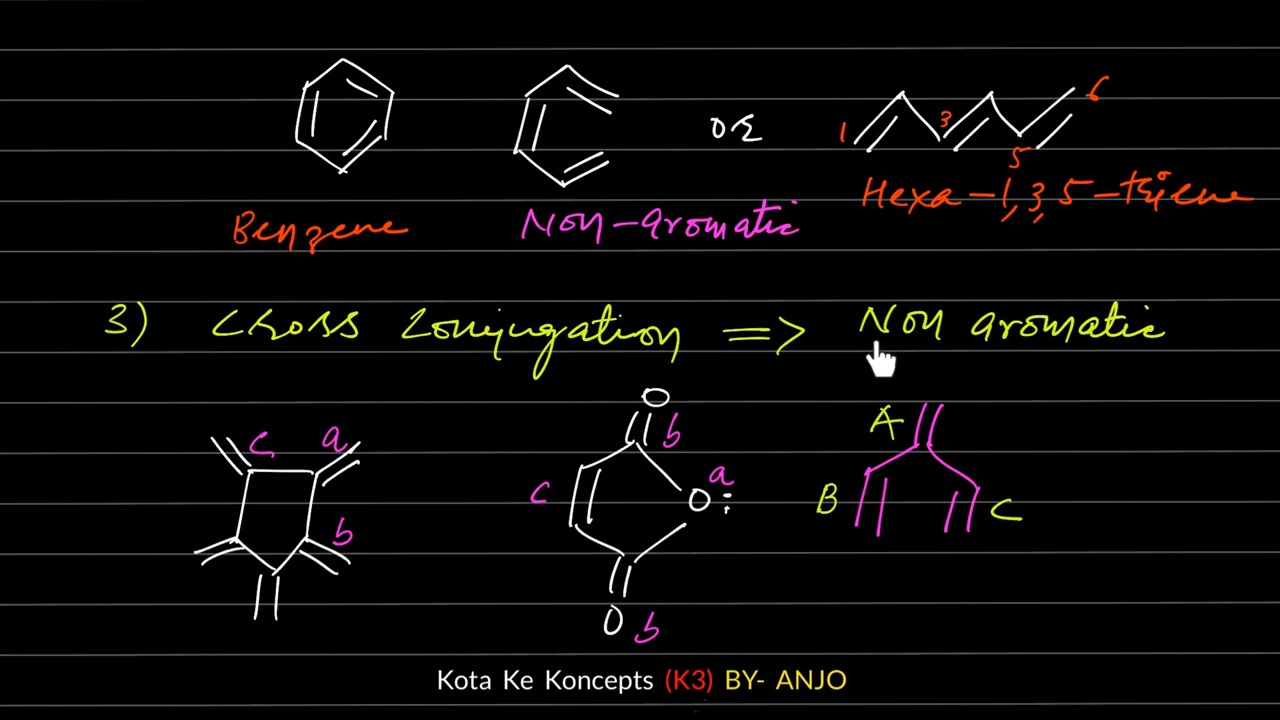 OR
1 3 5 6
Hexa-1,3,5-triene
Benzene
Non-aromatic
3) Cross Conjugation => Non aromatic
O
c a b
b
a
c
O:
O b
A
B
C
Kota Ke Koncepts (K3) BY- ANJO